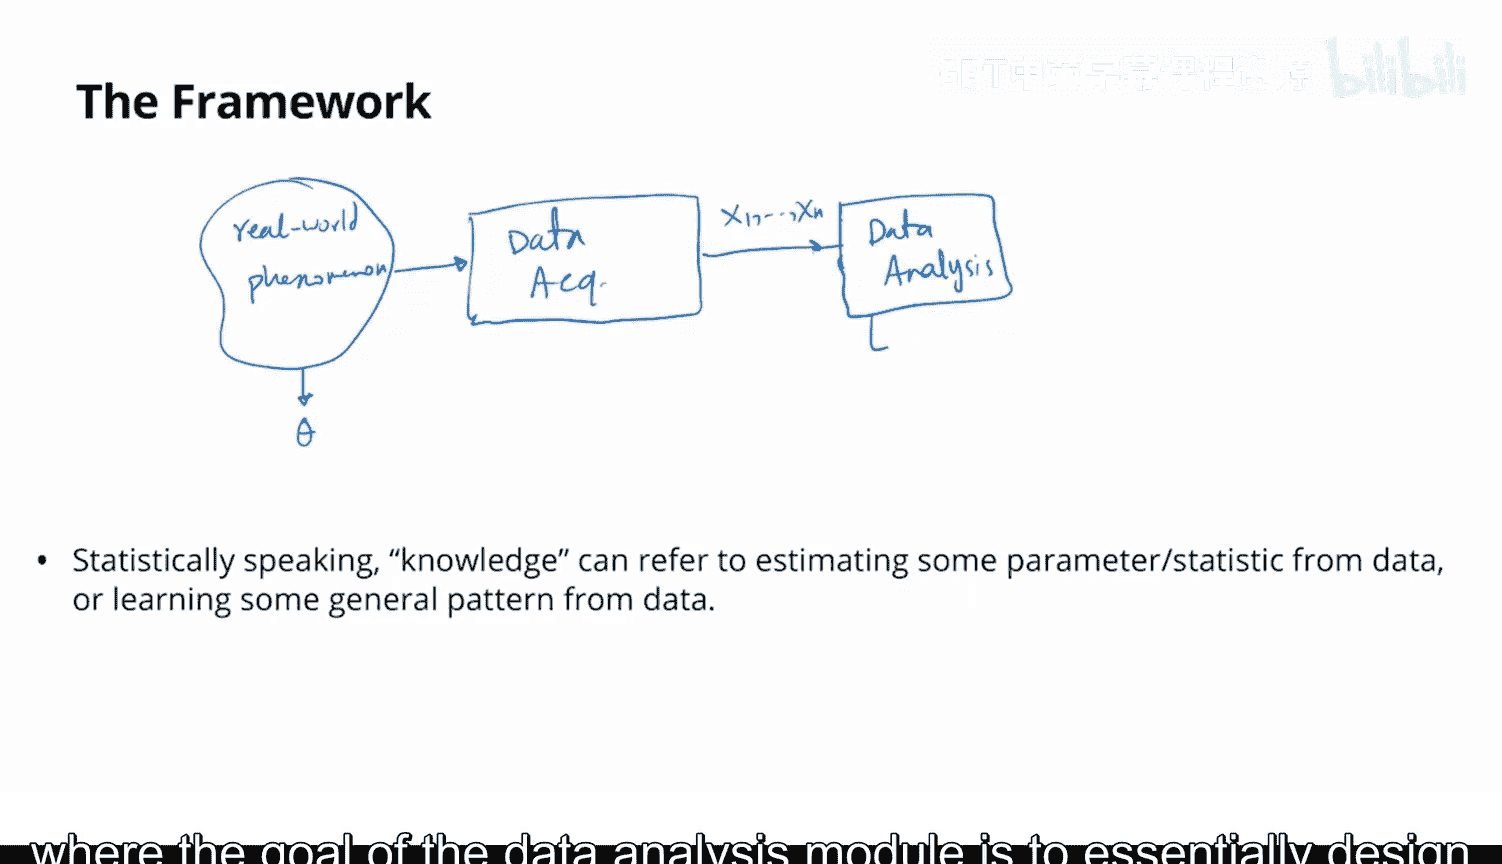 bilibili
The Framework
real-world
phenomenon
Data
Acq.
X1,...,Xn
Data
Analysis
θ
• Statistically speaking, “knowledge” can refer to estimating some parameter/statistic from data,
or learning some general pattern from data.
where the goal of the data analysis module is to essentially design